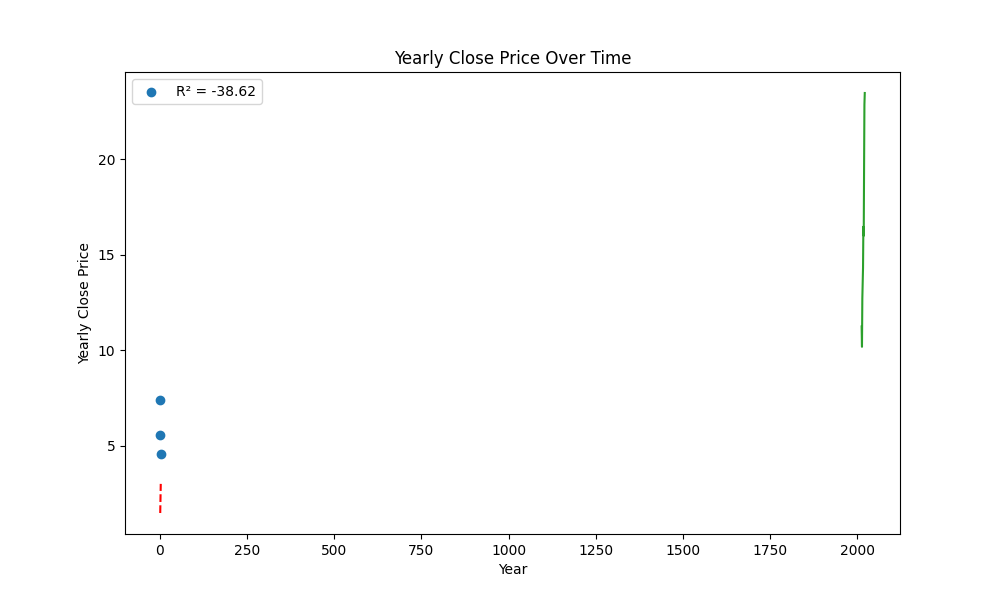 Yearly Close Price Over Time
R² = -38.62
Yearly Close Price
20
15
10
5
0 250 500 750 1000 1250 1500 1750 2000
Year